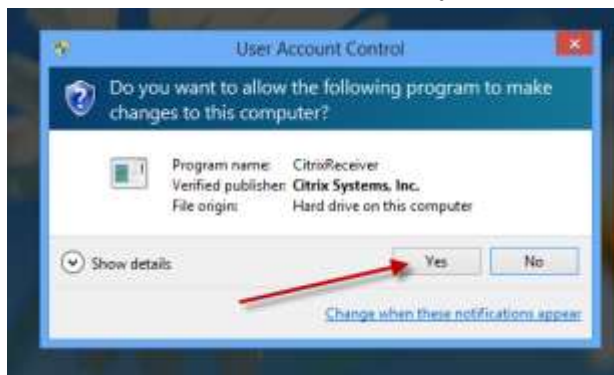 User Account Control
Do you want to allow the following program to make
changes to this computer?
Program name: CitrixReceiver
Verified publisher: Citrix Systems, Inc.
File origin: Hard drive on this computer
Show details
Yes
No
Change when these notifications appear